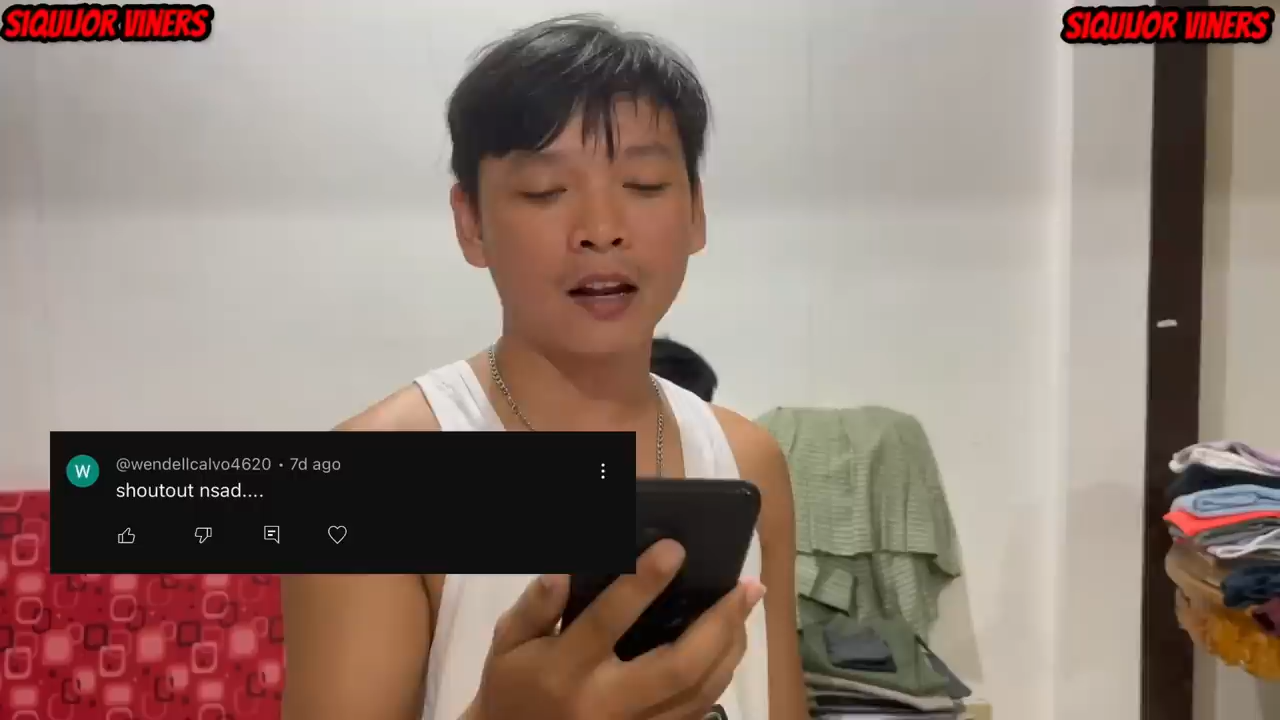 SIQUIJOR VINERS
SIQUIJOR VINERS
W
@wendellcalvo4620 · 7d ago
shoutout nsad....